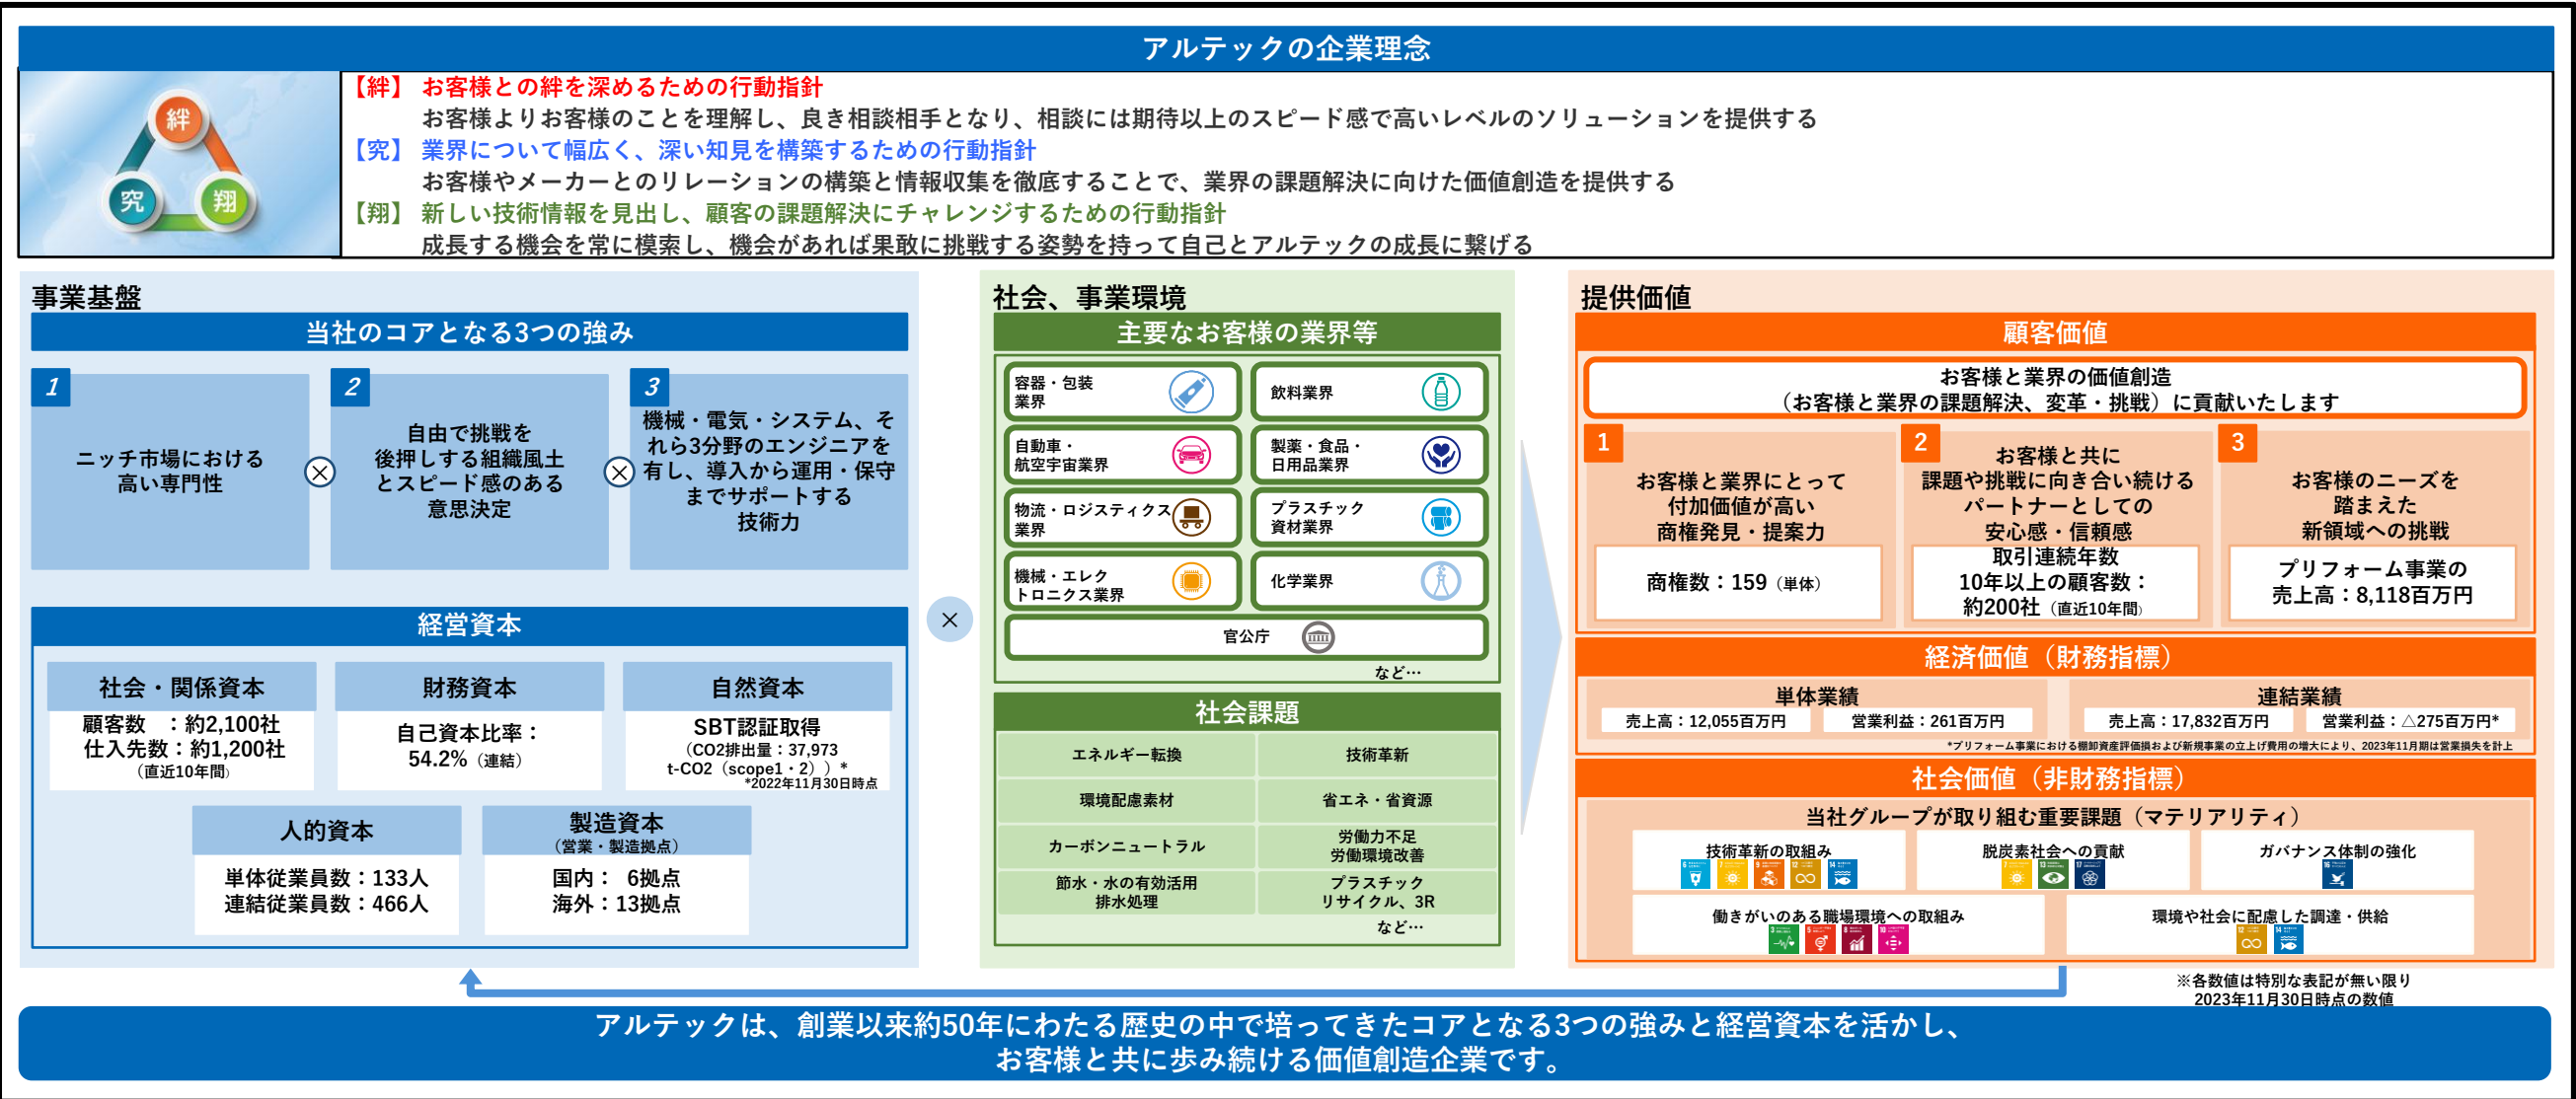 アルテックの企業理念
絆
究
翔
【絆】 お客様との絆を深めるための行動指針
お客様よりお客様のことを理解し、良き相談相手となり、相談には期待以上のスピード感で高いレベルのソリューションを提供する
【究】 業界について幅広く、深い知見を構築するための行動指針
お客様やメーカーとのリレーションの構築と情報収集を徹底することで、業界の課題解決に向けた価値創造を提供する
【翔】 新しい技術情報を見出し、顧客の課題解決にチャレンジするための行動指針
成長する機会を常に模索し、機会があれば果敢に挑戦する姿勢を持って自己とアルテックの成長に繋げる
事業基盤
当社のコアとなる3つの強み
1
ニッチ市場における
高い専門性
×
2
自由で挑戦を
後押しする組織風土
とスピード感のある
意思決定
×
3
機械・電気・システム、そ
れら3分野のエンジニアを
有し、導入から運用・保守
までサポートする
技術力
経営資本
社会・関係資本
顧客数 ：約2,100社
仕入先数：約1,200社
（直近10年間）
財務資本
自己資本比率：
54.2%（連結）
自然資本
SBT認証取得
（CO2排出量：37,973
t-CO2（scope1・2））*
*2022年11月30日時点
人的資本
単体従業員数：133人
連結従業員数：466人
製造資本
（営業・製造拠点）
国内： 6拠点
海外：13拠点
×
社会、事業環境
主要なお客様の業界等
容器・包装
業界
飲料業界
自動車・
航空宇宙業界
製薬・食品・
日用品業界
物流・ロジスティクス
業界
プラスチック
資材業界
機械・エレク
トロニクス業界
化学業界
官公庁
など…
社会課題
エネルギー転換
技術革新
環境配慮素材
省エネ・省資源
カーボンニュートラル
労働力不足
労働環境改善
節水・水の有効活用
排水処理
プラスチック
リサイクル、3R
など…
提供価値
顧客価値
お客様と業界の価値創造
（お客様と業界の課題解決、変革・挑戦）に貢献いたします
1
お客様と業界にとって
付加価値が高い
商権発見・提案力
商権数：159（単体）
2
お客様と共に
課題や挑戦に向き合い続ける
パートナーとしての
安心感・信頼感
取引連続年数
10年以上の顧客数：
約200社（直近10年間）
3
お客様のニーズを
踏まえた
新領域への挑戦
プリフォーム事業の
売上高：8,118百万円
経済価値（財務指標）
単体業績
売上高：12,055百万円
営業利益：261百万円
連結業績
売上高：17,832百万円
営業利益：△275百万円*
*プリフォーム事業における棚卸資産評価損および新規事業の立上げ費用の増大により、2023年11月期は営業損失を計上
社会価値（非財務指標）
当社グループが取り組む重要課題（マテリアリティ）
技術革新の取組み
6
7
9
12
14
脱炭素社会への貢献
7
13
17
ガバナンス体制の強化
16
働きがいのある職場環境への取組み
3
5
8
10
環境や社会に配慮した調達・供給
12
14
※各数値は特別な表記が無い限り
2023年11月30日時点の数値
アルテックは、創業以来約50年にわたる歴史の中で培ってきたコアとなる3つの強みと経営資本を活かし、
お客様と共に歩み続ける価値創造企業です。